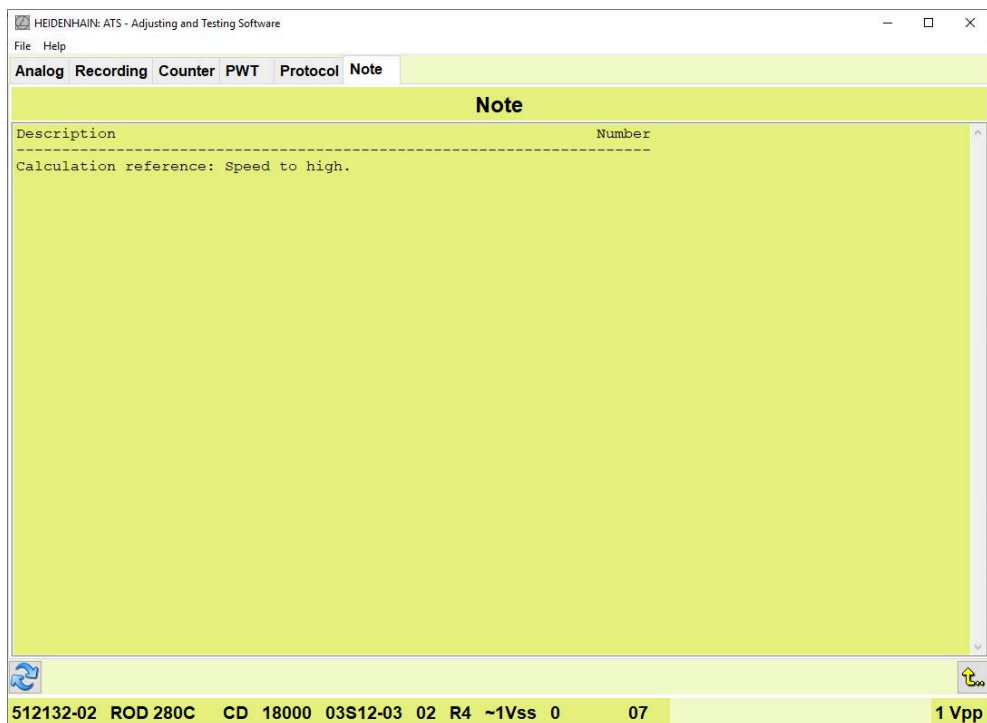 HEIDENHAIN: ATS - Adjusting and Testing Software
File Help
Analog Recording Counter PWT Protocol Note
Note
Description Number
----------------------------------------------------------------------
Calculation reference: Speed to high.
512132-02 ROD 280C CD 18000 03S12-03 02 R4 ~1Vss 0 07 1 Vpp